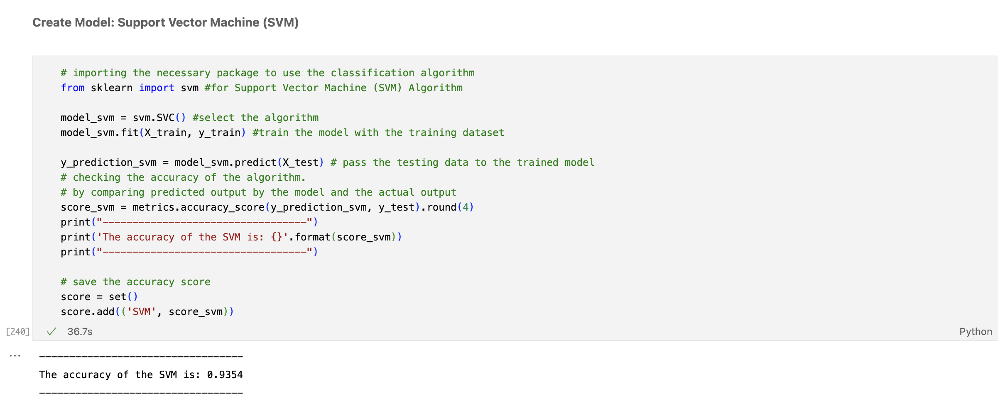 Create Model: Support Vector Machine (SVM)
# importing the necessary package to use the classification algorithm
from sklearn import svm #for Support Vector Machine (SVM) Algorithm
model_svm = svm.SVC() #select the algorithm
model_svm.fit(X_train, y_train) #train the model with the training dataset
y_prediction_svm = model_svm.predict(X_test) # pass the testing data to the trained model
# checking the accuracy of the algorithm.
# by comparing predicted output by the model and the actual output
score_svm = metrics.accuracy_score(y_prediction_svm, y_test).round(4)
print("----------------------------------")
print('The accuracy of the SVM is: {}'.format(score_svm))
print("----------------------------------")
# save the accuracy score
score = set()
score.add(('SVM', score_svm))
[240] ✓ 36.7s Python
... ----------------------------------
The accuracy of the SVM is: 0.9354
----------------------------------